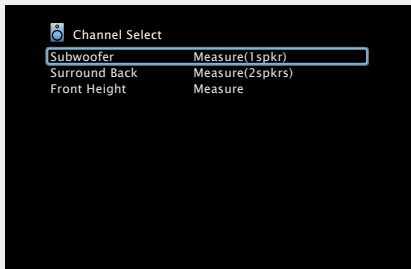 Channel Select
Subwoofer Measure(1spkr)
Surround Back Measure(2spkrs)
Front Height Measure